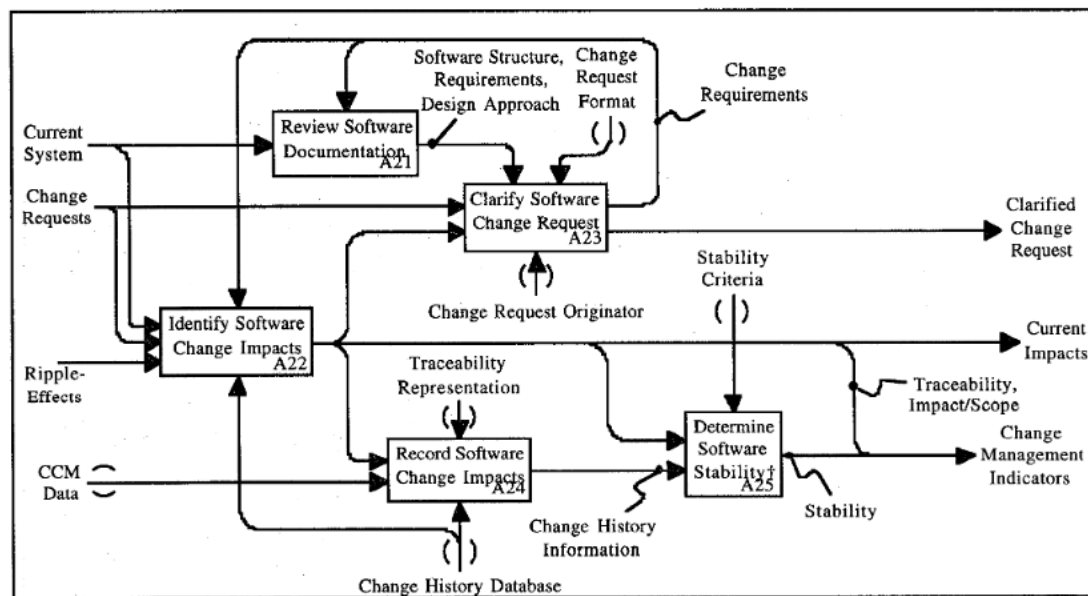 Software Structure,
Requirements,
Design Approach
Change
Request
Format
Change
Requirements
Current
System
Review Software
Documentation
A21
Change
Requests
Clarify Software
Change Request
A23
Clarified
Change
Request
Stability
Criteria
Change Request Originator
Identify Software
Change Impacts
A22
Current
Impacts
Ripple-
Effects
Traceability
Representation
Traceability,
Impact/Scope
Determine
Software
Stability†
A25
Change
Management
Indicators
CCM
Data
Record Software
Change Impacts
A24
Stability
Change History
Information
Change History Database